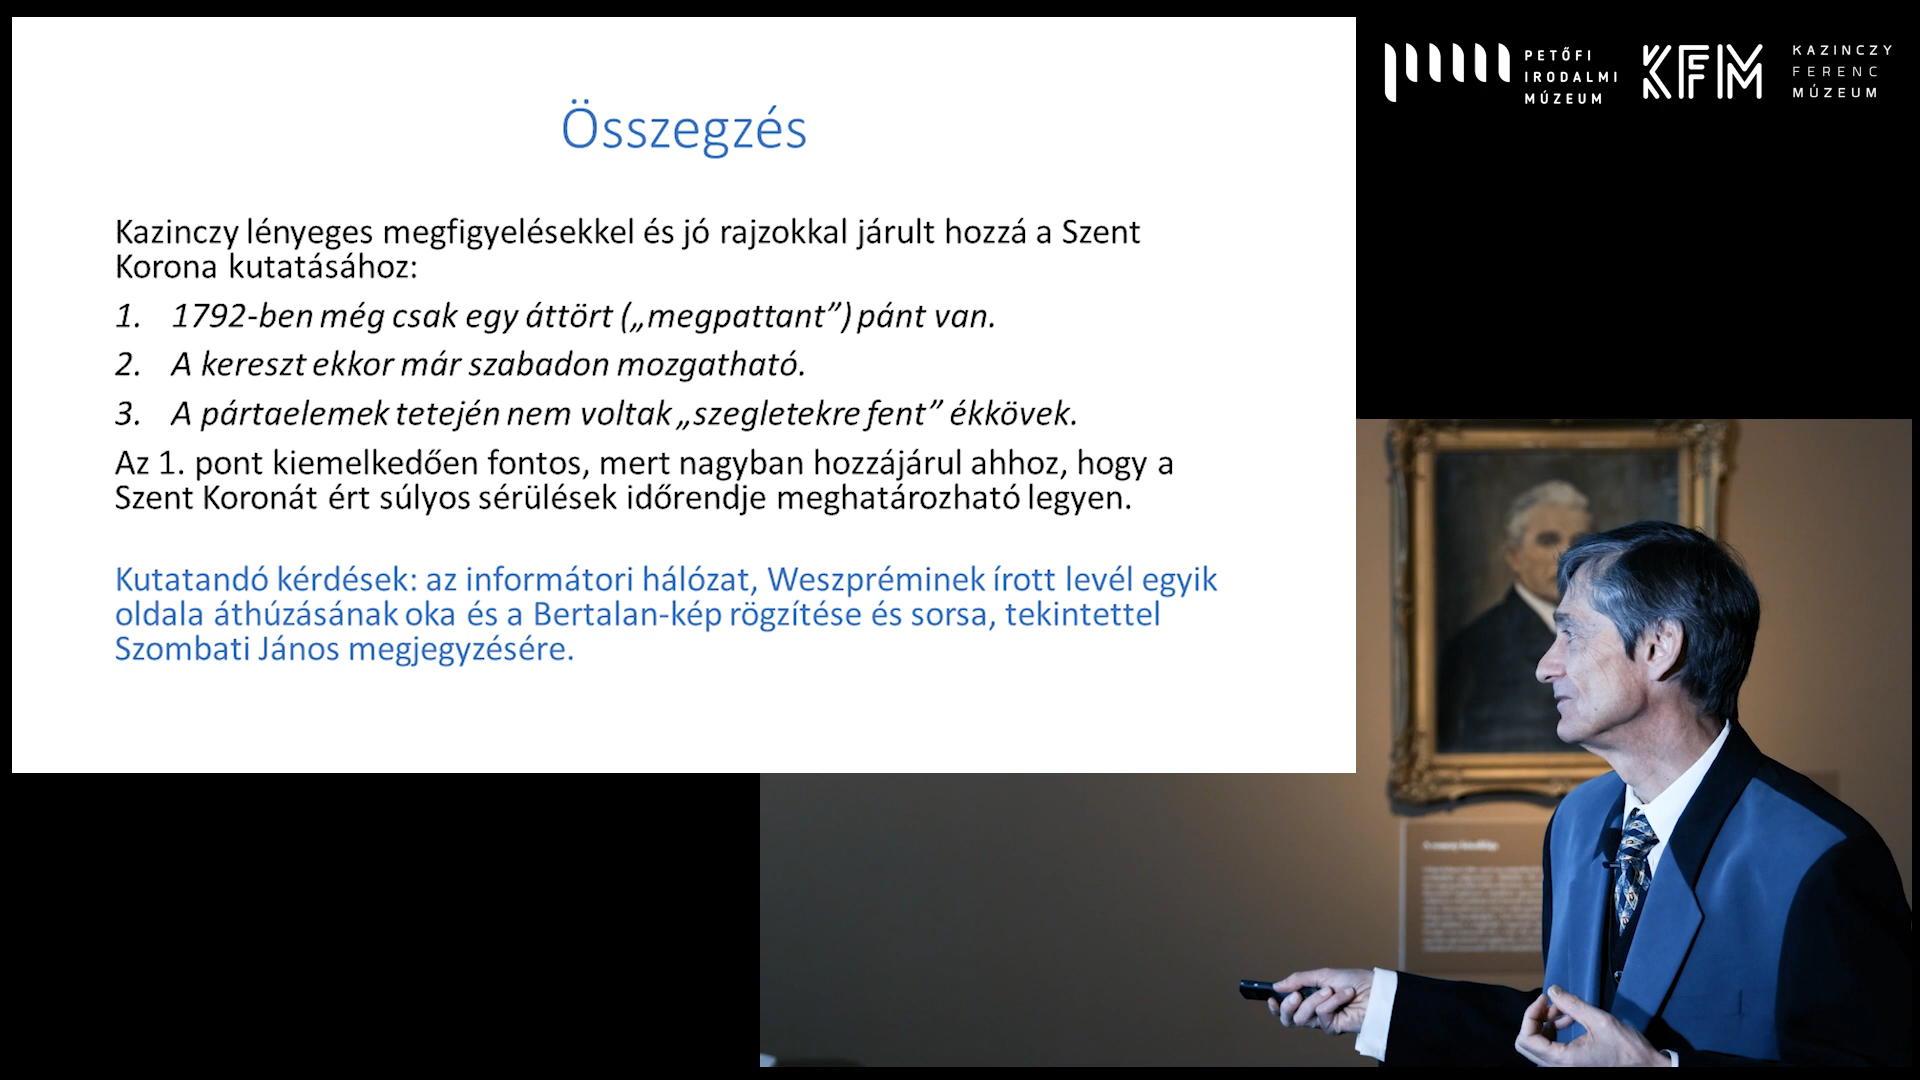 Összegzés
Kazinczy lényeges megfigyelésekkel és jó rajzokkal járult hozzá a Szent
Korona kutatásához:
1. 1792-ben még csak egy áttört („megpattant”) pánt van.
2. A kereszt ekkor már szabadon mozgatható.
3. A pártaelemek tetején nem voltak „szegletekre fent” ékkövek.
Az 1. pont kiemelkedően fontos, mert nagyban hozzájárul ahhoz, hogy a
Szent Koronát ért súlyos sérülések időrendje meghatározható legyen.
Kutatandó kérdések: az informátori hálózat, Weszpréminek írott levél egyik
oldala áthúzásának oka és a Bertalan-kép rögzítése és sorsa, tekintettel
Szombati János megjegyzésére.
PETŐFI
IRODALMI
MÚZEUM
KFM
KAZINCZY
FERENC
MÚZEUM